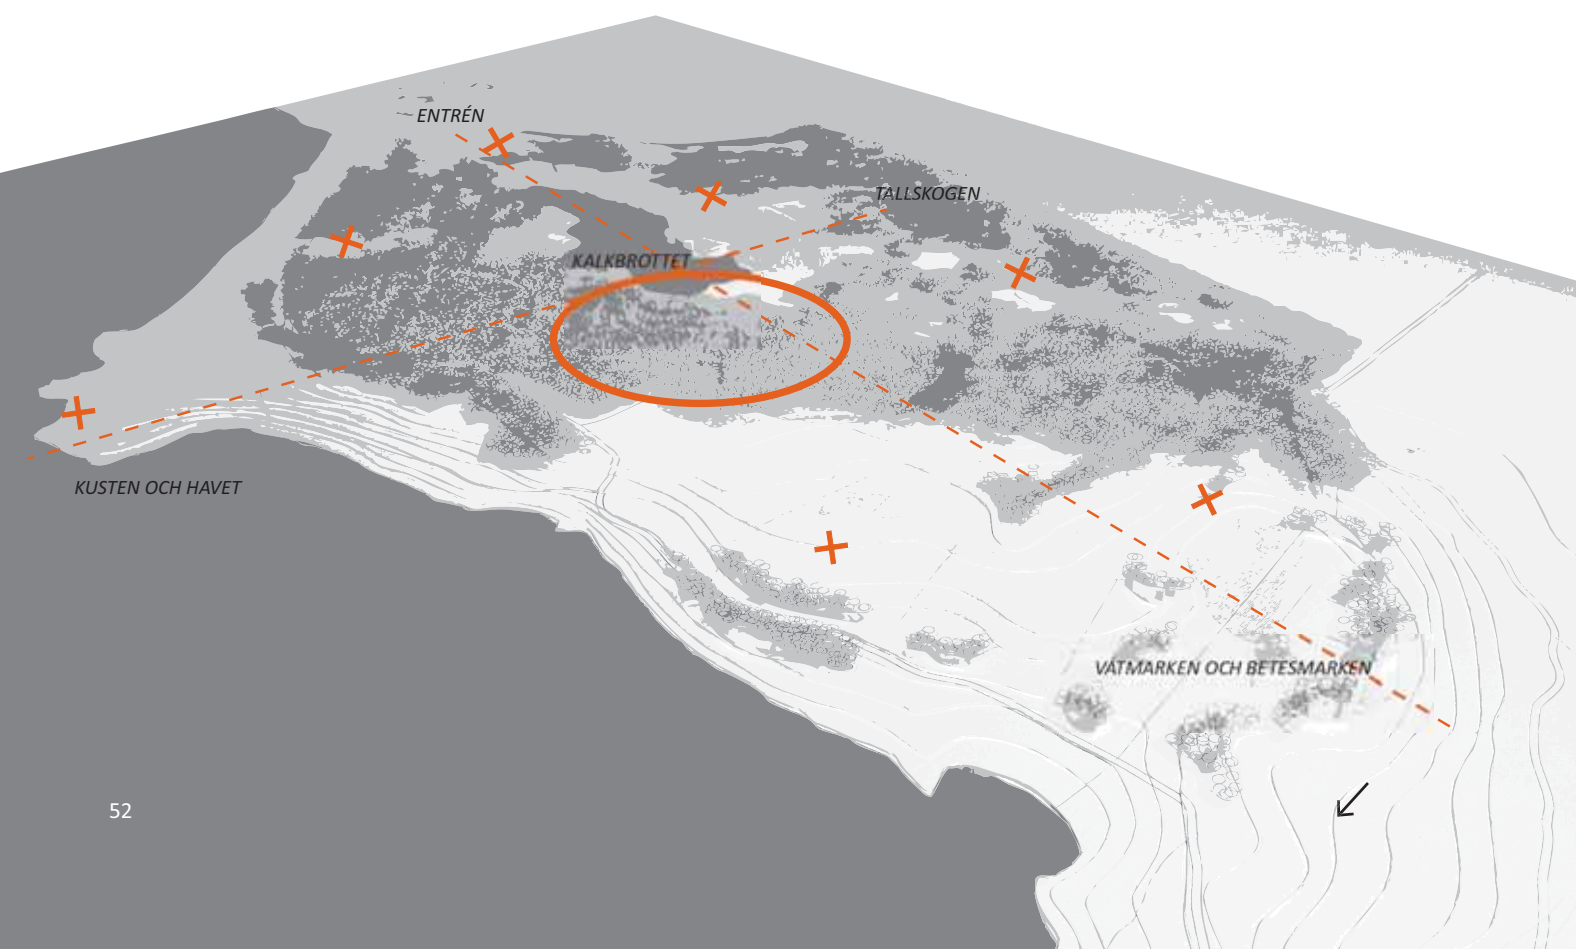 ENTRÉN
TALLSKOGEN
KALKBROTTET
KUSTEN OCH HAVET
VÅTMARKEN OCH BETESMARKEN
52